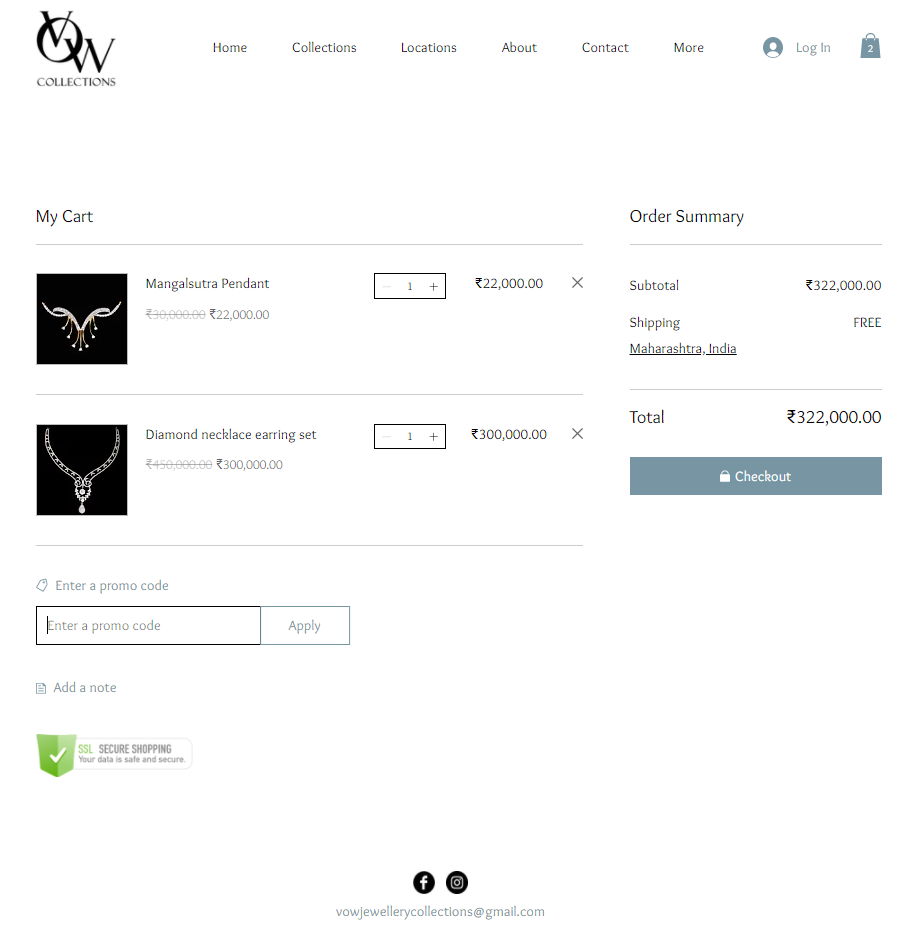 VOW
COLLECTIONS
Home Collections Locations About Contact More Log In 2
My Cart
Mangalsutra Pendant 1 ₹22,000.00
₹30,000.00 ₹22,000.00
Diamond necklace earring set 1 ₹300,000.00
₹450,000.00 ₹300,000.00
Enter a promo code
Enter a promo code Apply
Add a note
SSL SECURE SHOPPING
Your data is safe and secure.
Order Summary
Subtotal ₹322,000.00
Shipping FREE
Maharashtra, India
Total ₹322,000.00
Checkout
vowjewellerycollections@gmail.com